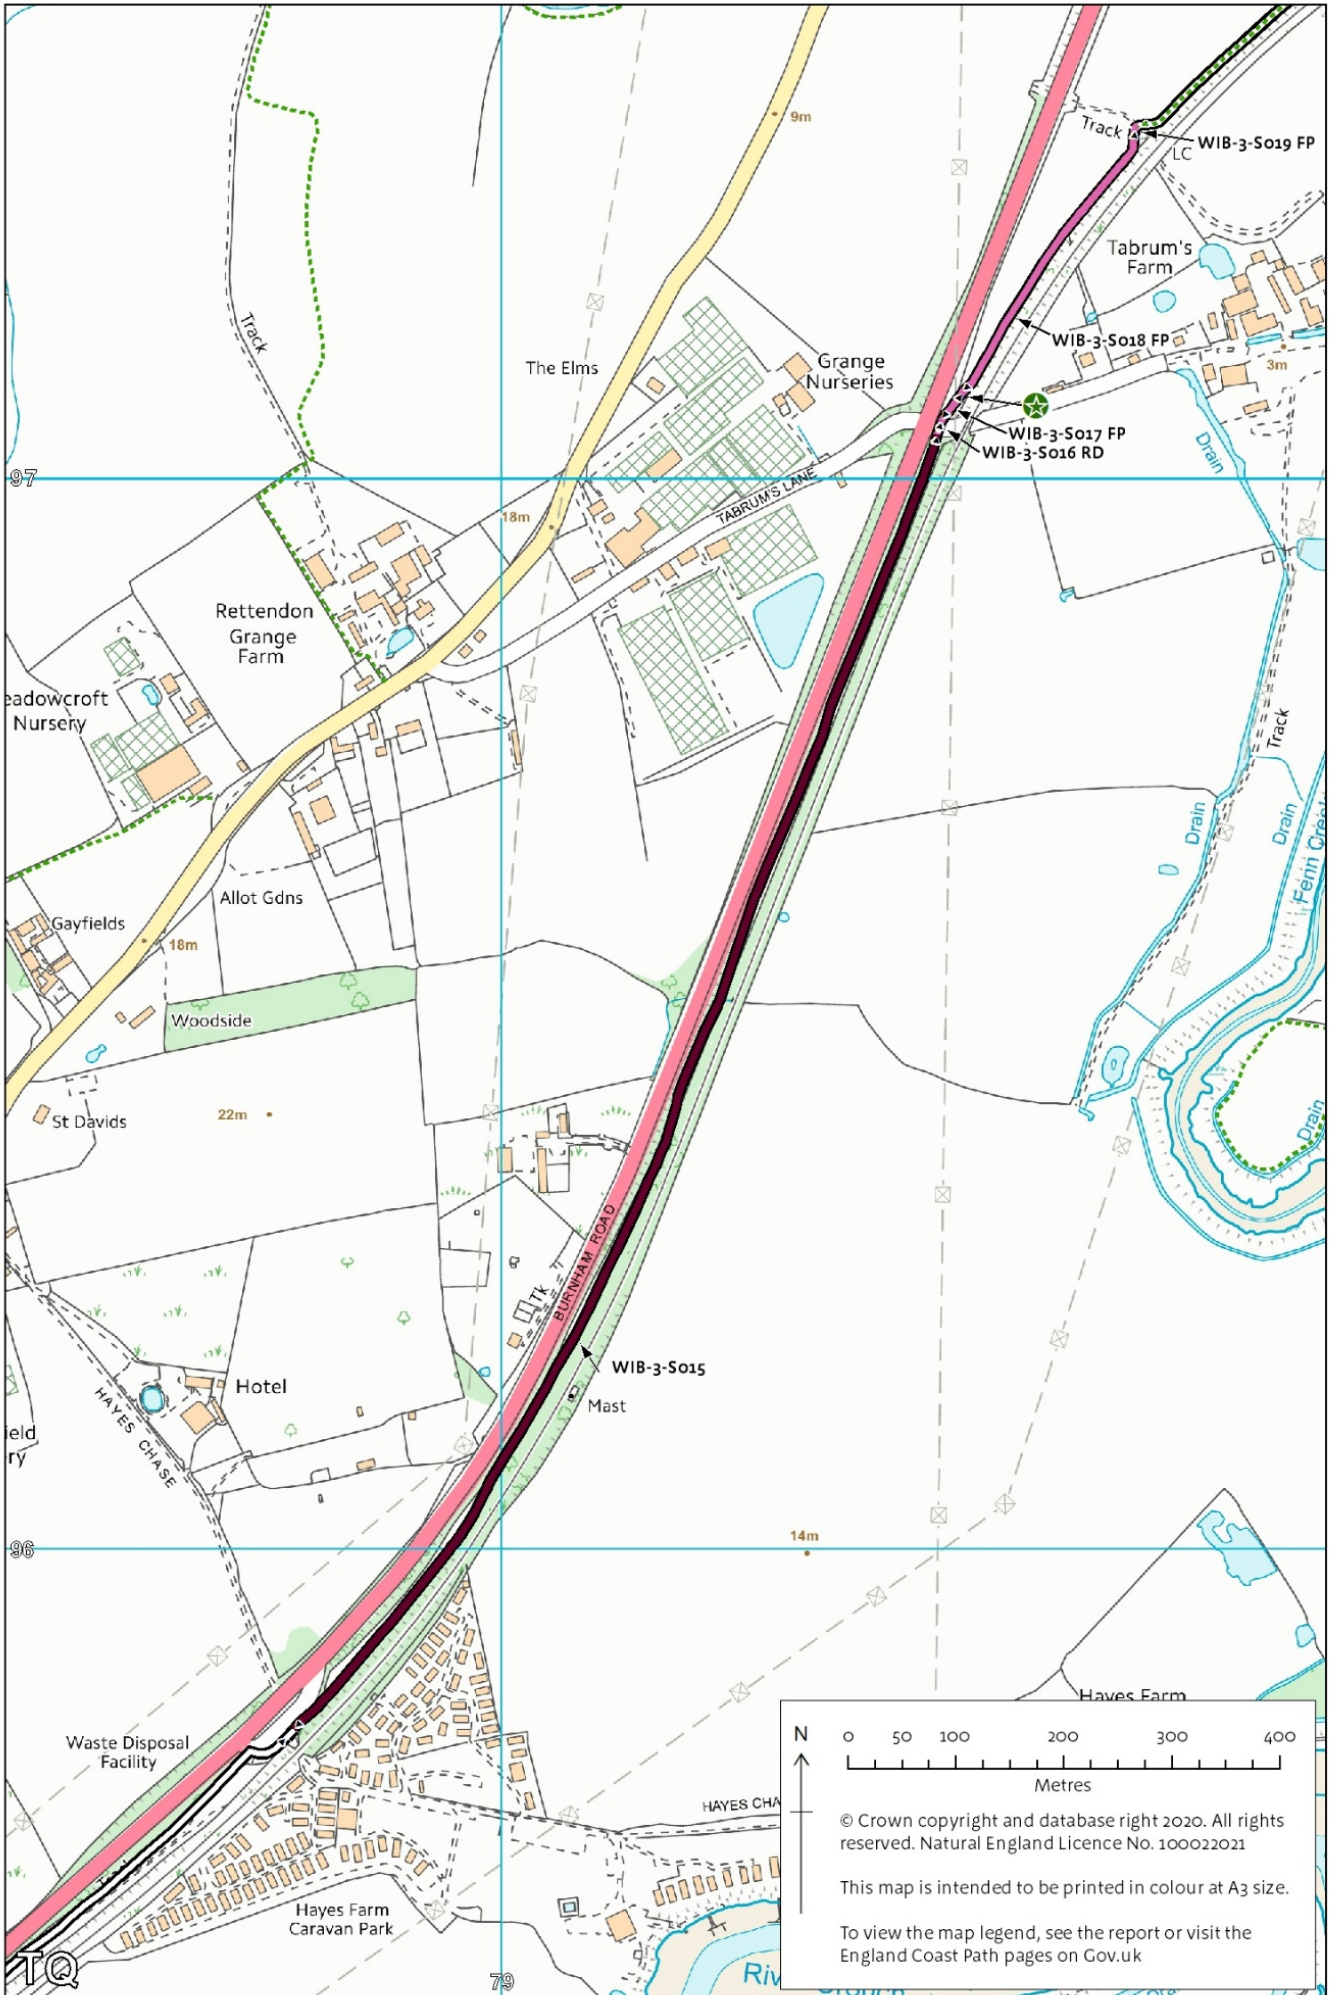 9m
Track
WIB-3-S019 FP
LC
Tabrum's
Farm
Track
WIB-3-S018 FP
The Elms
Grange
Nurseries
3m
WIB-3-S017 FP
WIB-3-S016 RD
Drain
97
TABRUM'S LANE
18m
Rettendon
Grange
Farm
eadowcroft
Nursery
Track
Drain
Drain
Fenn Creek
Allot Gdns
Gayfields
18m
Woodside
22m
St Davids
Drain
BURNHAM ROAD
Tk
WIB-3-S015
Hotel
Mast
HAYES CHASE
ield
ry
96
14m
Hayes Farm
Waste Disposal
Facility
HAYES CHA
Hayes Farm
Caravan Park
TQ
79
Riv
N
0 50 100 200 300 400
Metres
© Crown copyright and database right 2020. All rights
reserved. Natural England Licence No. 100022021
This map is intended to be printed in colour at A3 size.
To view the map legend, see the report or visit the
England Coast Path pages on Gov.uk